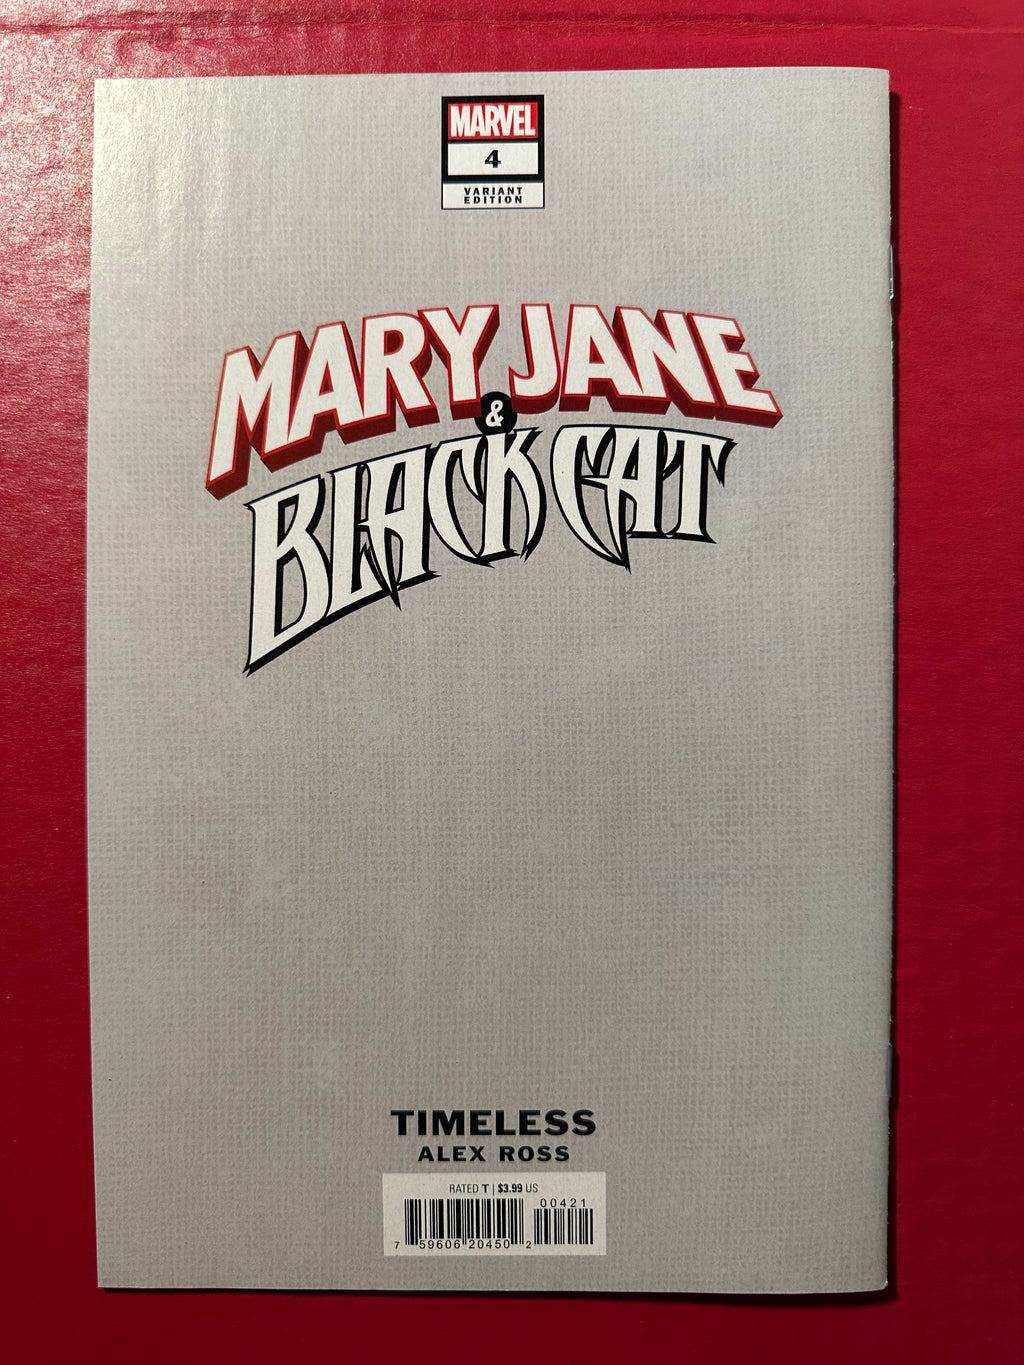 MARVEL
4
VARIANT
EDITION
MARY JANE
&
BLACK CAT
TIMELESS
ALEX ROSS
RATED T | $3.99 US
00421
7 59606 20450 2